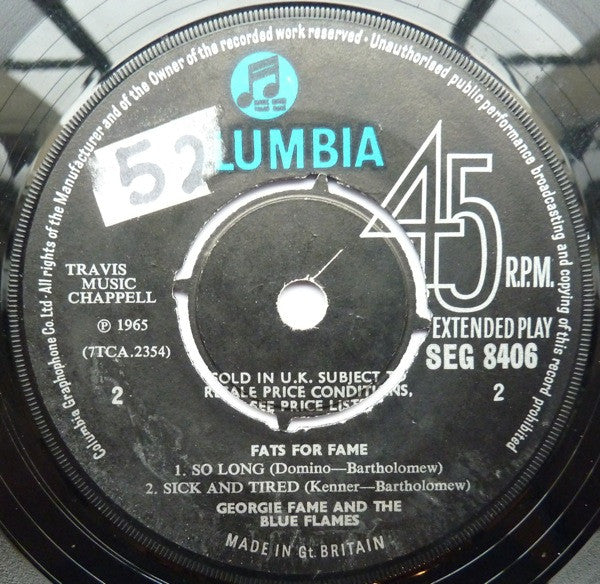 Columbia Graphophone Co. Ltd · All rights of the Manufacturer and of the Owner of the recorded work reserved · Unauthorised public performance broadcasting and copying of this record prohibited
52
LUMBIA
45
R.P.M.
EXTENDED PLAY
SEG 8406
TRAVIS
MUSIC
CHAPPELL
℗ 1965
(7TCA.2354)
2
2
SOLD IN U.K. SUBJECT
PRICE CONDITIONS,
SEE PRICE LIST
FATS FOR FAME
1. SO LONG (Domino—Bartholomew)
2. SICK AND TIRED (Kenner—Bartholomew)
GEORGIE FAME AND THE
BLUE FLAMES
MADE IN Gt. BRITAIN